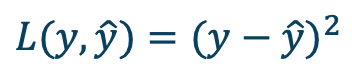 L(y, ŷ) = (y − ŷ)²